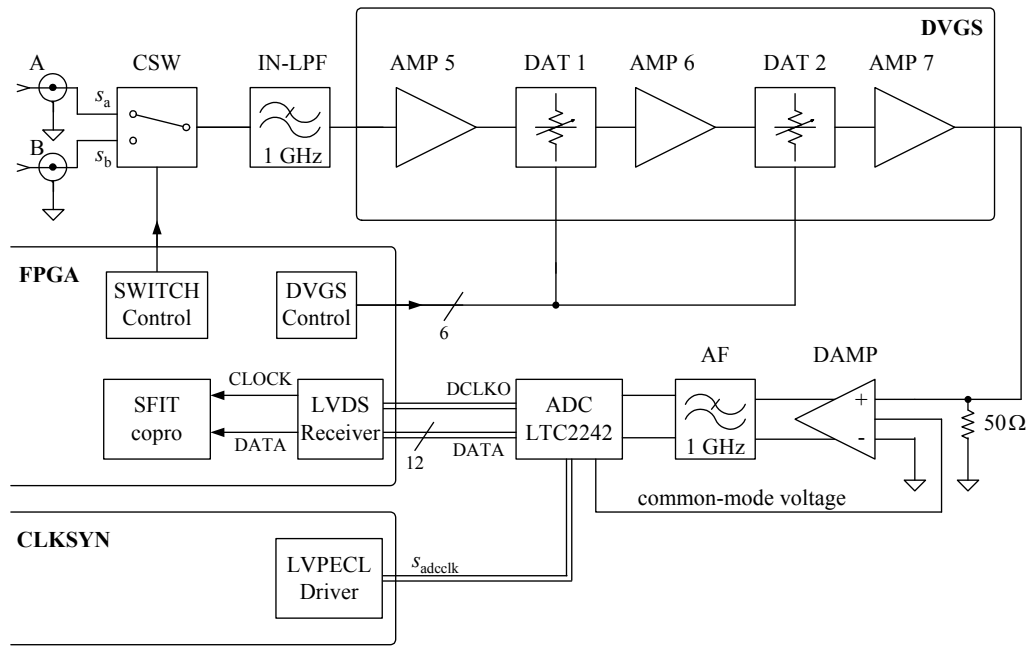 DVGS
A
CSW
IN-LPF
AMP 5
DAT 1
AMP 6
DAT 2
AMP 7
sa
B
sb
1 GHz
FPGA
SWITCH
Control
DVGS
Control
6
AF
DAMP
CLOCK
DCLKO
SFIT
copro
LVDS
Receiver
ADC
LTC2242
+
50Ω
DATA
12
DATA
1 GHz
-
common-mode voltage
CLKSYN
LVPECL
Driver
sadcclk